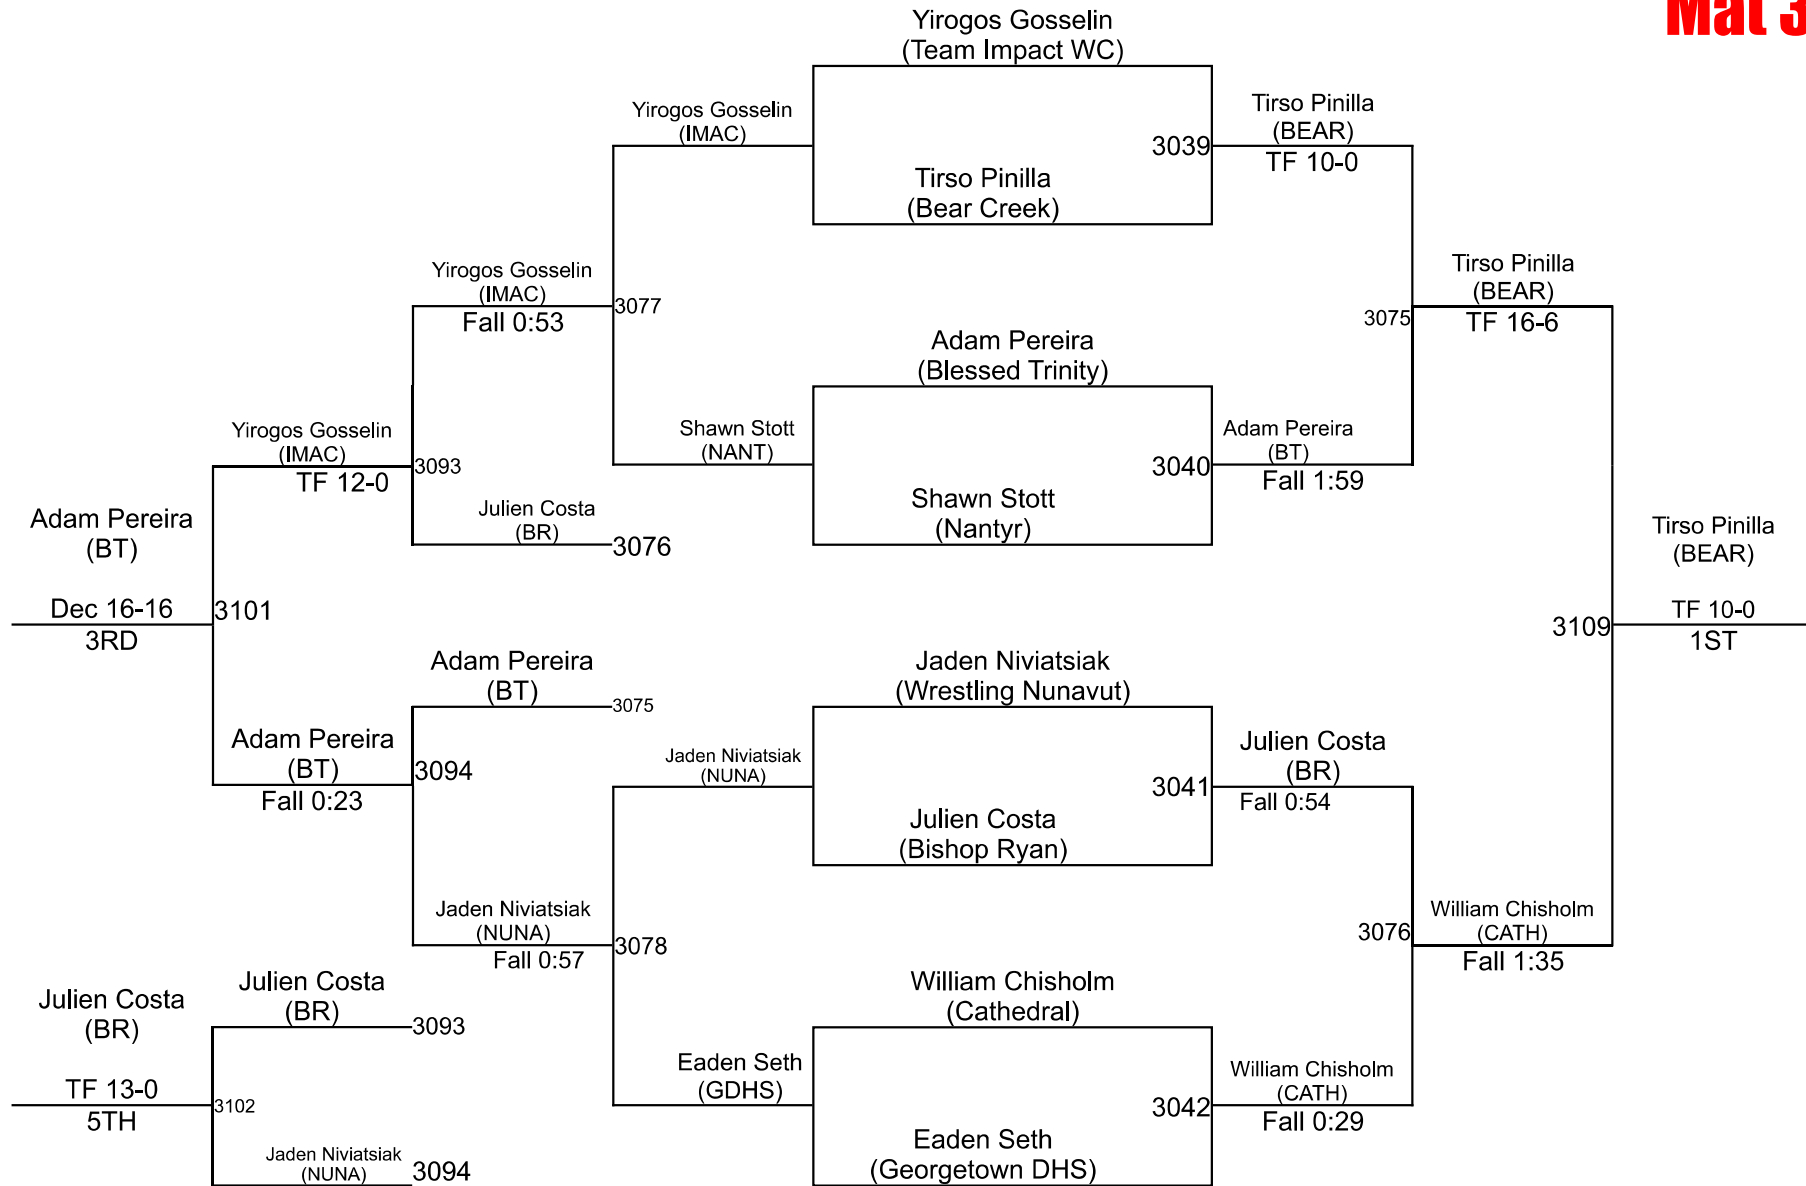 Mat 3
Yirogos Gosselin
(Team Impact WC)
Yirogos Gosselin
(IMAC)
3039
Tirso Pinilla
(BEAR)
TF 10-0
Tirso Pinilla
(Bear Creek)
Yirogos Gosselin
(IMAC)
Fall 0:53
3077
Tirso Pinilla
(BEAR)
TF 16-6
3075
Adam Pereira
(Blessed Trinity)
Yirogos Gosselin
(IMAC)
TF 12-0
3093
Shawn Stott
(NANT)
3040
Adam Pereira
(BT)
Fall 1:59
Shawn Stott
(Nantyr)
Julien Costa
(BR)
3076
Adam Pereira
(BT)
Dec 16-16
3RD
3101
Tirso Pinilla
(BEAR)
TF 10-0
1ST
3109
Adam Pereira
(BT)
3075
Jaden Niviatsiak
(Wrestling Nunavut)
Adam Pereira
(BT)
Fall 0:23
3094
Jaden Niviatsiak
(NUNA)
3041
Julien Costa
(BR)
Fall 0:54
Julien Costa
(Bishop Ryan)
Jaden Niviatsiak
(NUNA)
Fall 0:57
3078
3076
William Chisholm
(CATH)
Fall 1:35
William Chisholm
(Cathedral)
Julien Costa
(BR)
TF 13-0
5TH
Julien Costa
(BR)
3093
3102
Eaden Seth
(GDHS)
3042
William Chisholm
(CATH)
Fall 0:29
Jaden Niviatsiak
(NUNA)
3094
Eaden Seth
(Georgetown DHS)